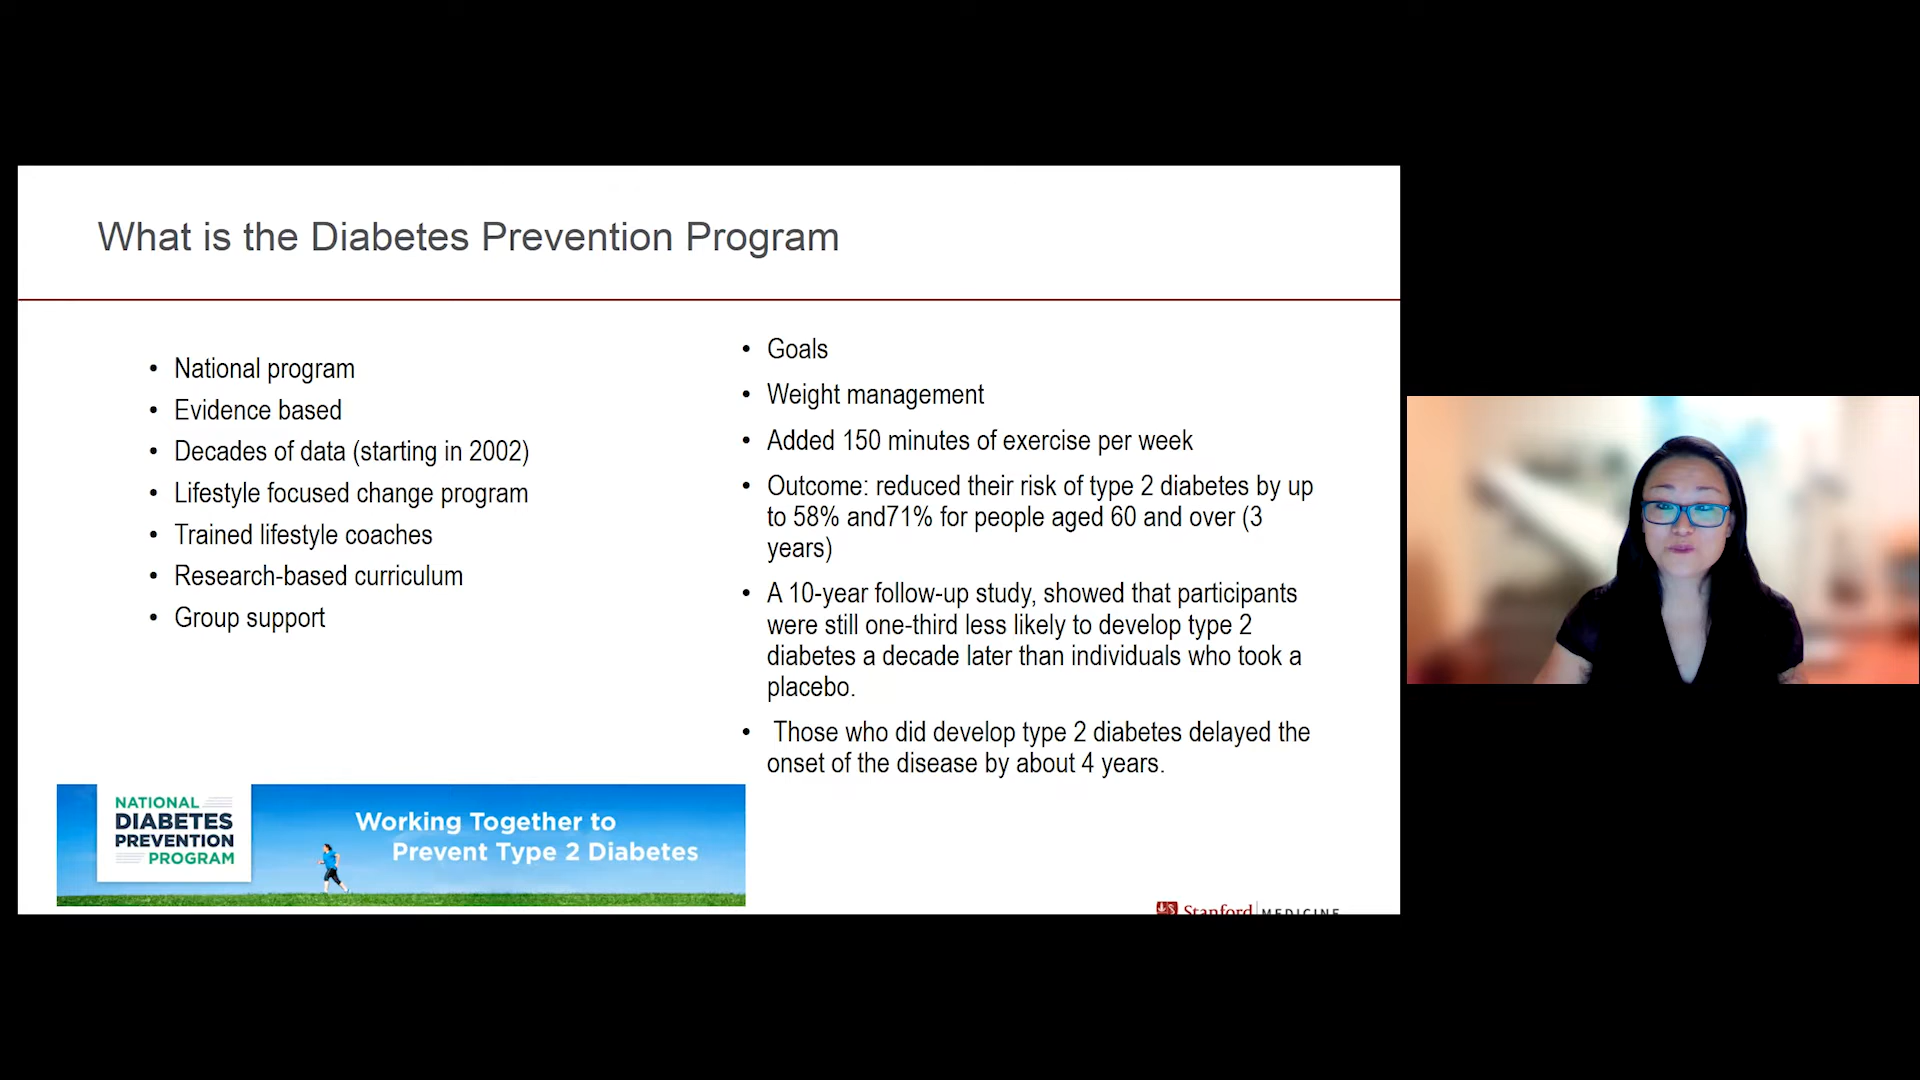 What is the Diabetes Prevention Program
• National program
• Evidence based
• Decades of data (starting in 2002)
• Lifestyle focused change program
• Trained lifestyle coaches
• Research-based curriculum
• Group support
• Goals
• Weight management
• Added 150 minutes of exercise per week
• Outcome: reduced their risk of type 2 diabetes by up
to 58% and71% for people aged 60 and over (3
years)
• A 10-year follow-up study, showed that participants
were still one-third less likely to develop type 2
diabetes a decade later than individuals who took a
placebo.
• Those who did develop type 2 diabetes delayed the
onset of the disease by about 4 years.
NATIONAL
DIABETES
PREVENTION
PROGRAM
Working Together to
Prevent Type 2 Diabetes
Stanford MEDICINE